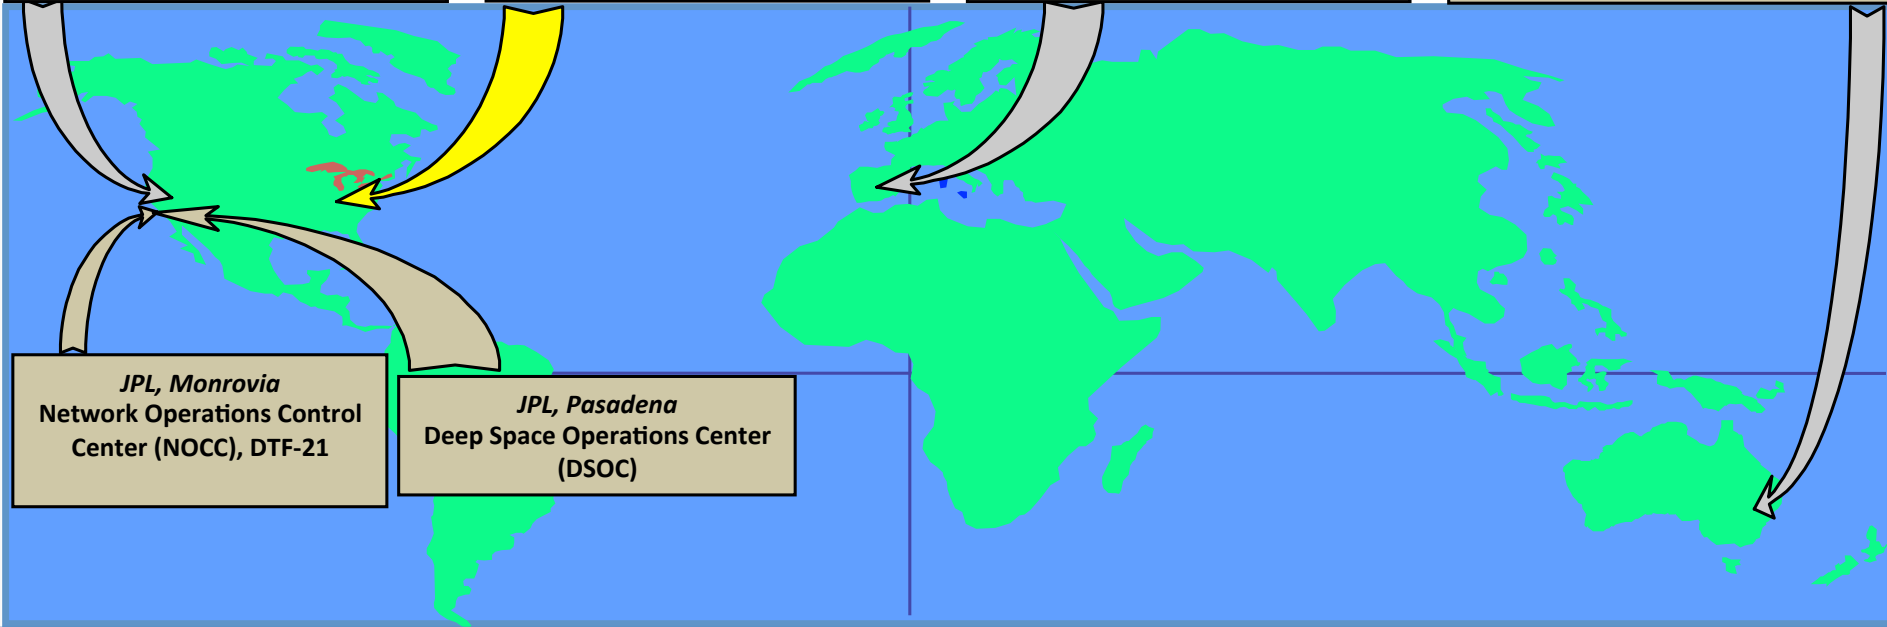 JPL, Monrovia
Network Operations Control
Center (NOCC), DTF-21
JPL, Pasadena
Deep Space Operations Center
(DSOC)